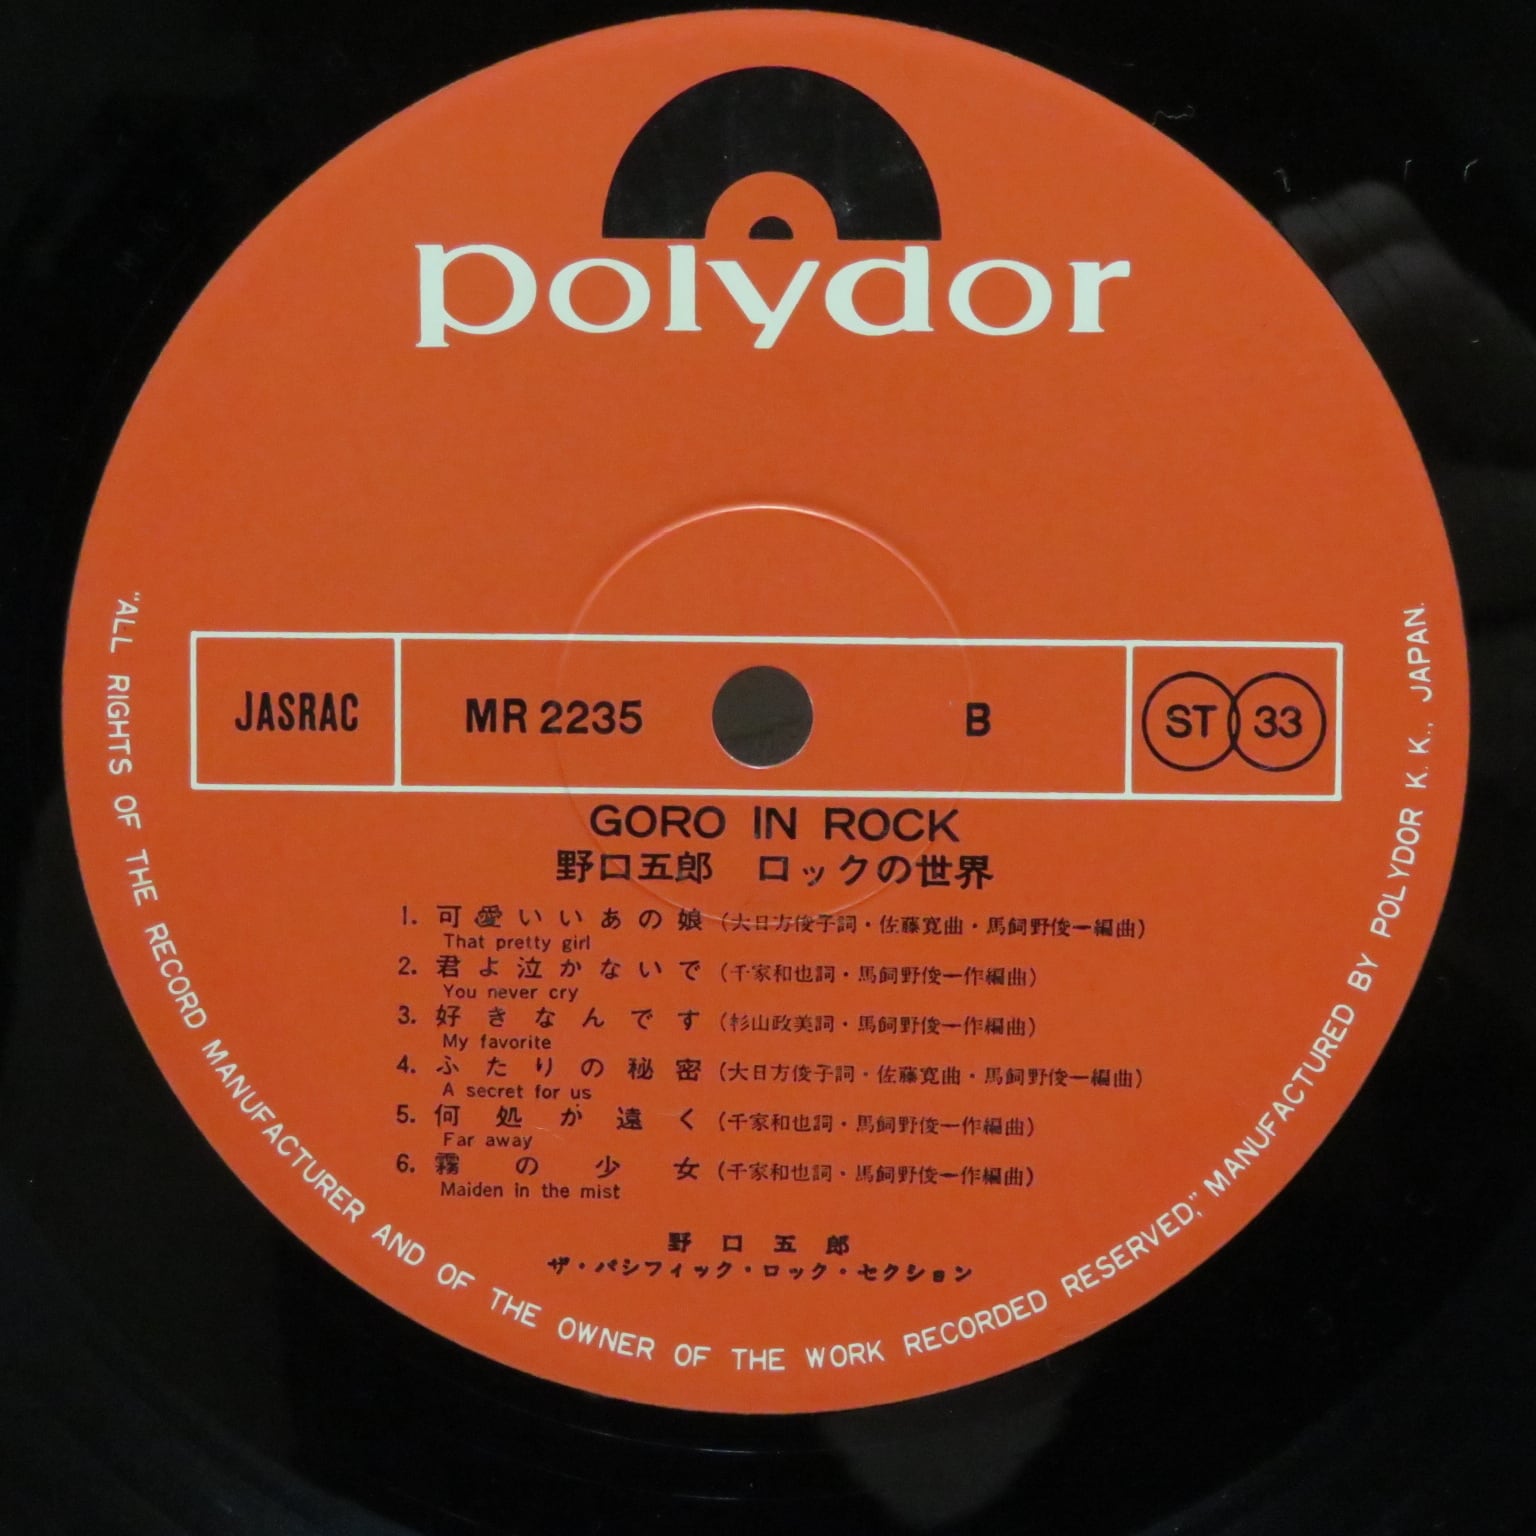 polydor
JASRAC MR 2235 B ST 33
GORO IN ROCK
野口五郎 ロックの世界
1. 可愛いいあの娘 (大日方俊子詞・佐藤寛曲・馬飼野俊一編曲)
That pretty girl
2. 君よ泣かないで (千家和也詞・馬飼野俊一作編曲)
You never cry
3. 好きなんです (杉山政美詞・馬飼野俊一作編曲)
My favorite
4. ふたりの秘密 (大日方俊子詞・佐藤寛曲・馬飼野俊一編曲)
A secret for us
5. 何処か遠く (千家和也詞・馬飼野俊一作編曲)
Far away
6. 霧の少女 (千家和也詞・馬飼野俊一作編曲)
Maiden in the mist
野口五郎
ザ・パシフィック・ロック・セクション
"ALL RIGHTS OF THE RECORD MANUFACTURER AND OF THE OWNER OF THE WORK RECORDED RESERVED," MANUFACTURED BY POLYDOR K. K., JAPAN.